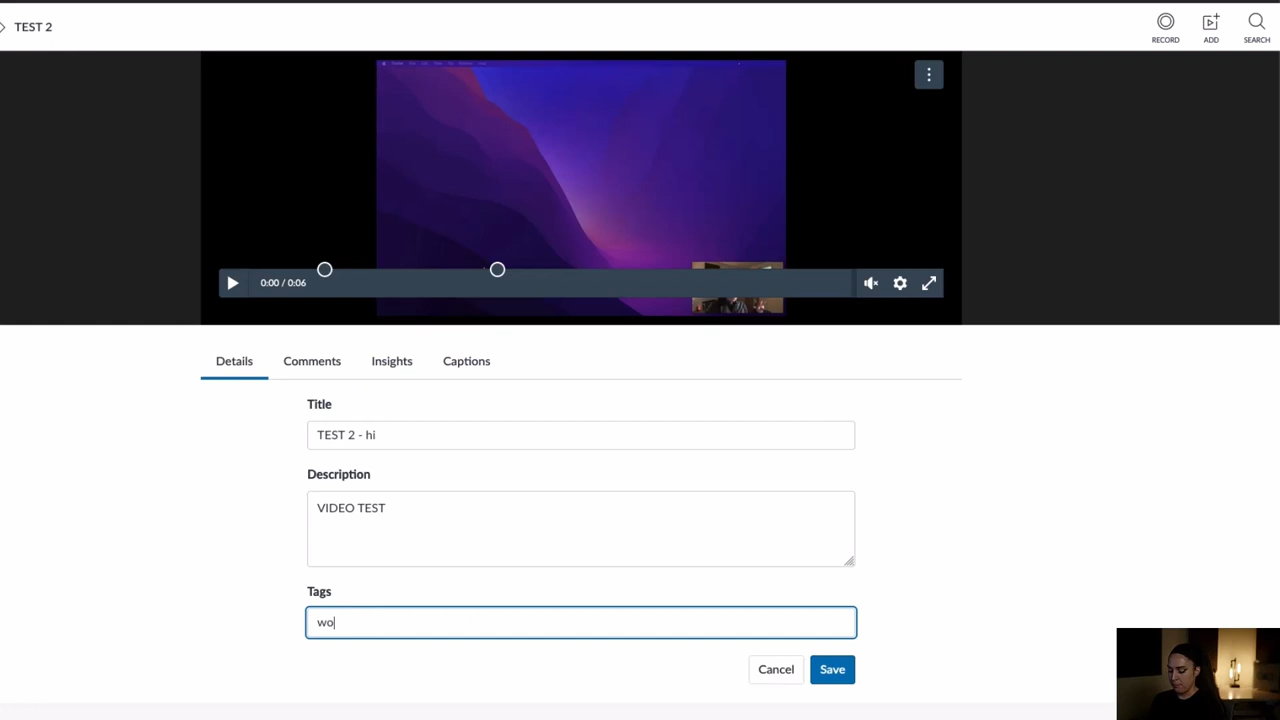 TEST 2
RECORD
ADD
SEARCH
0:00 / 0:06
Details
Comments
Insights
Captions
Title
TEST 2 - hi
Description
VIDEO TEST
Tags
wo
Cancel
Save